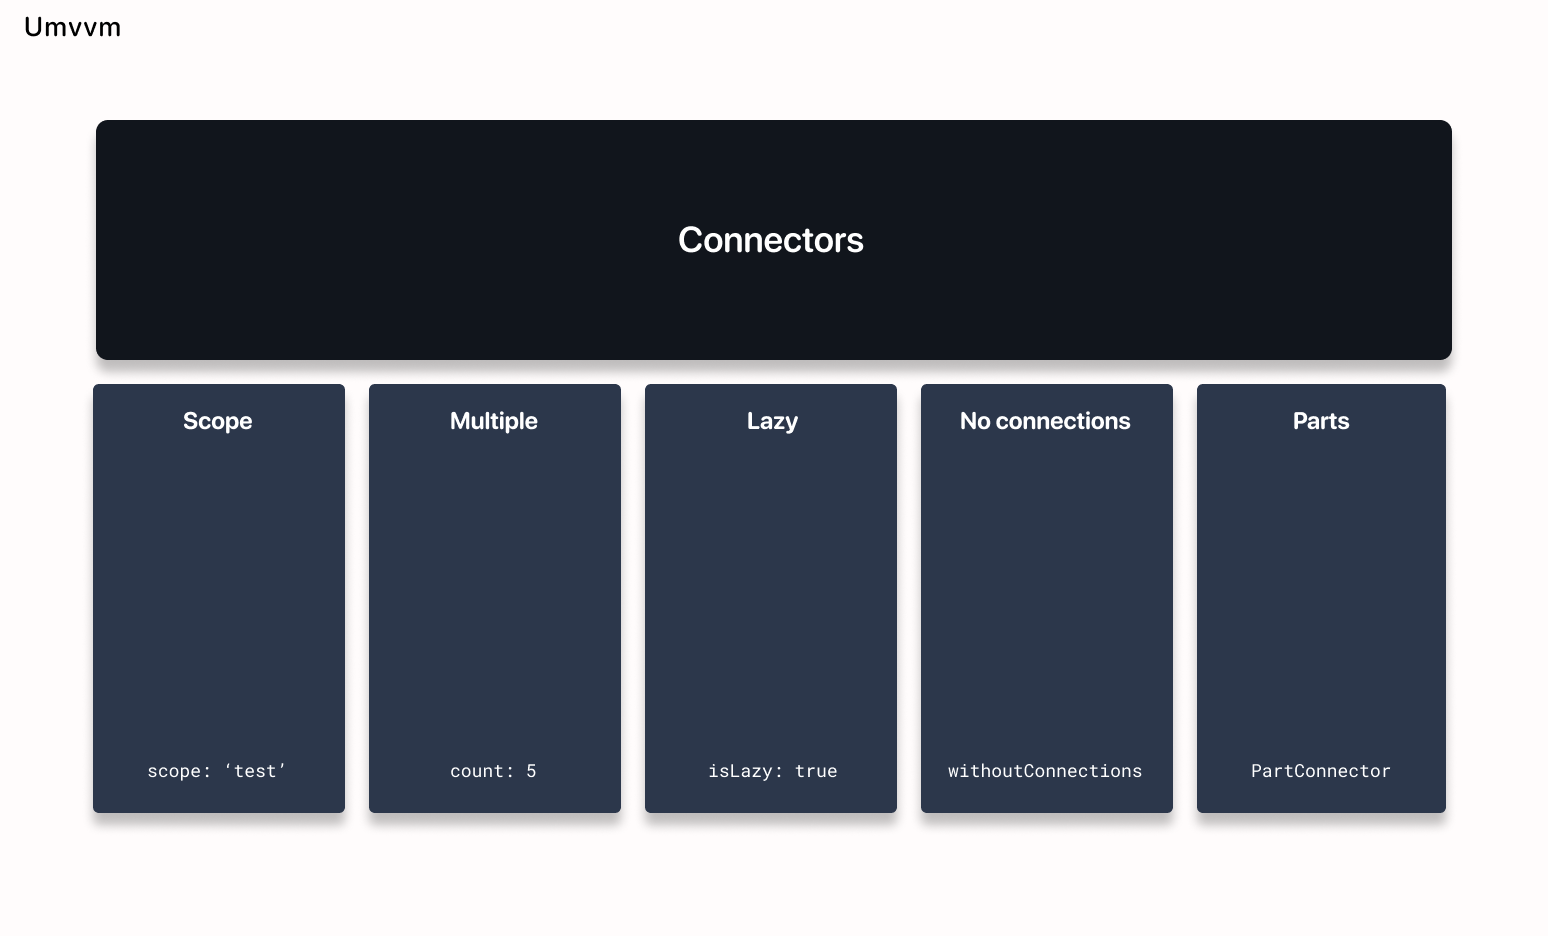 Umvvm
Connectors
Scope
Multiple
Lazy
No connections
Parts
scope: ‘test’
count: 5
isLazy: true
withoutConnections
PartConnector